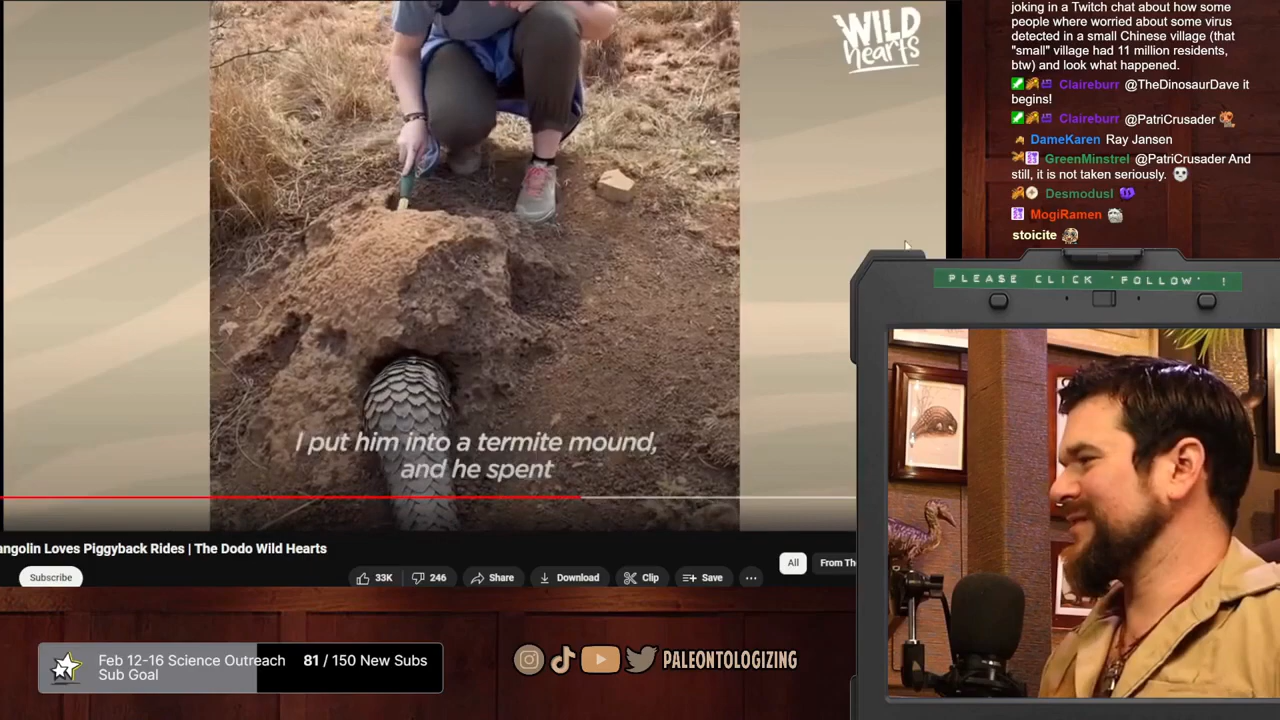 WILD
hearts
I put him into a termite mound,
and he spent
angolin Loves Piggyback Rides | The Dodo Wild Hearts
Subscribe
33K
246
Share
Download
Clip
Save
All
From Th
joking in a Twitch chat about how some
people where worried about some virus
detected in a small Chinese village (that
"small" village had 11 million residents,
btw) and look what happened.
Claireburr @TheDinosaurDave it
begins!
Claireburr @PatriCrusader
DameKaren Ray Jansen
GreenMinstrel @PatriCrusader And
still, it is not taken seriously.
Desmodusl
MogiRamen
stoicite
PLEASE CLICK 'FOLLOW' !
Feb 12-16 Science Outreach
Sub Goal
81 / 150 New Subs
PALEONTOLOGIZING